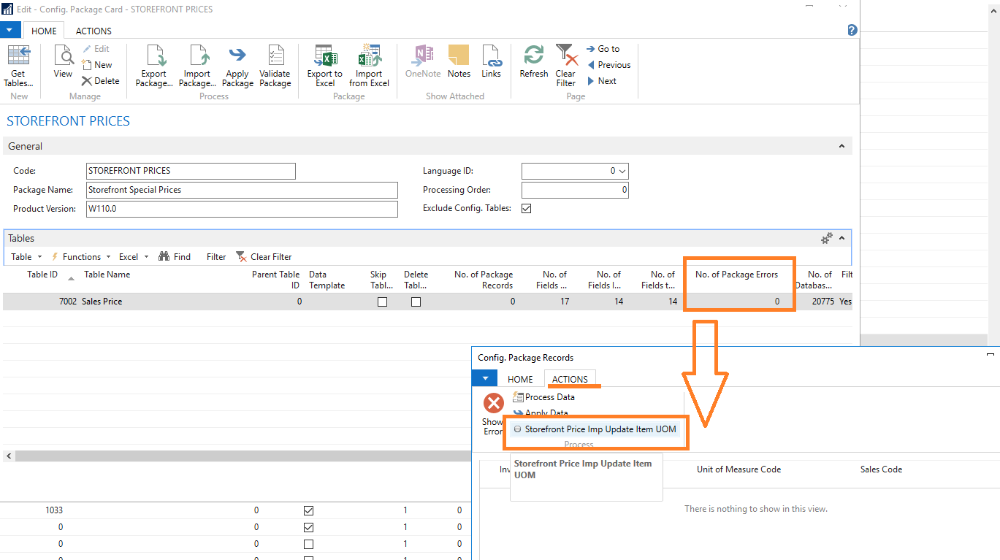 Edit - Config. Package Card - STOREFRONT PRICES
HOME ACTIONS
Get Tables...
View
Edit
New
Delete
Export Package...
Import Package...
Apply Package
Validate Package
Export to Excel
Import from Excel
OneNote
Notes
Links
Refresh
Clear Filter
Go to
Previous
Next
New Manage Process Package Show Attached Page
STOREFRONT PRICES
General
Code: STOREFRONT PRICES
Language ID: 0
Package Name: Storefront Special Prices
Processing Order: 0
Product Version: W110.0
Exclude Config. Tables:
Tables
Table Functions Excel Find Filter Clear Filter
Table ID Table Name Parent Table Data Skip Delete No. of Package No. of No. of No. of No. of Package Errors No. of Filt
ID Template Tabl... Tabl... Records Fields ... Fields I... Fields t... Databas...
7002 Sales Price 0 0 17 14 14 0 20775 Yes
Config. Package Records
HOME ACTIONS
Show
Error
Process Data
Apply Data
Storefront Price Imp Update Item UOM
Process
Storefront Price Imp Update Item
UOM
Inv Unit of Measure Code Sales Code
There is nothing to show in this view.
1033 0 1 0
0 0 1 0
0 0 1 0